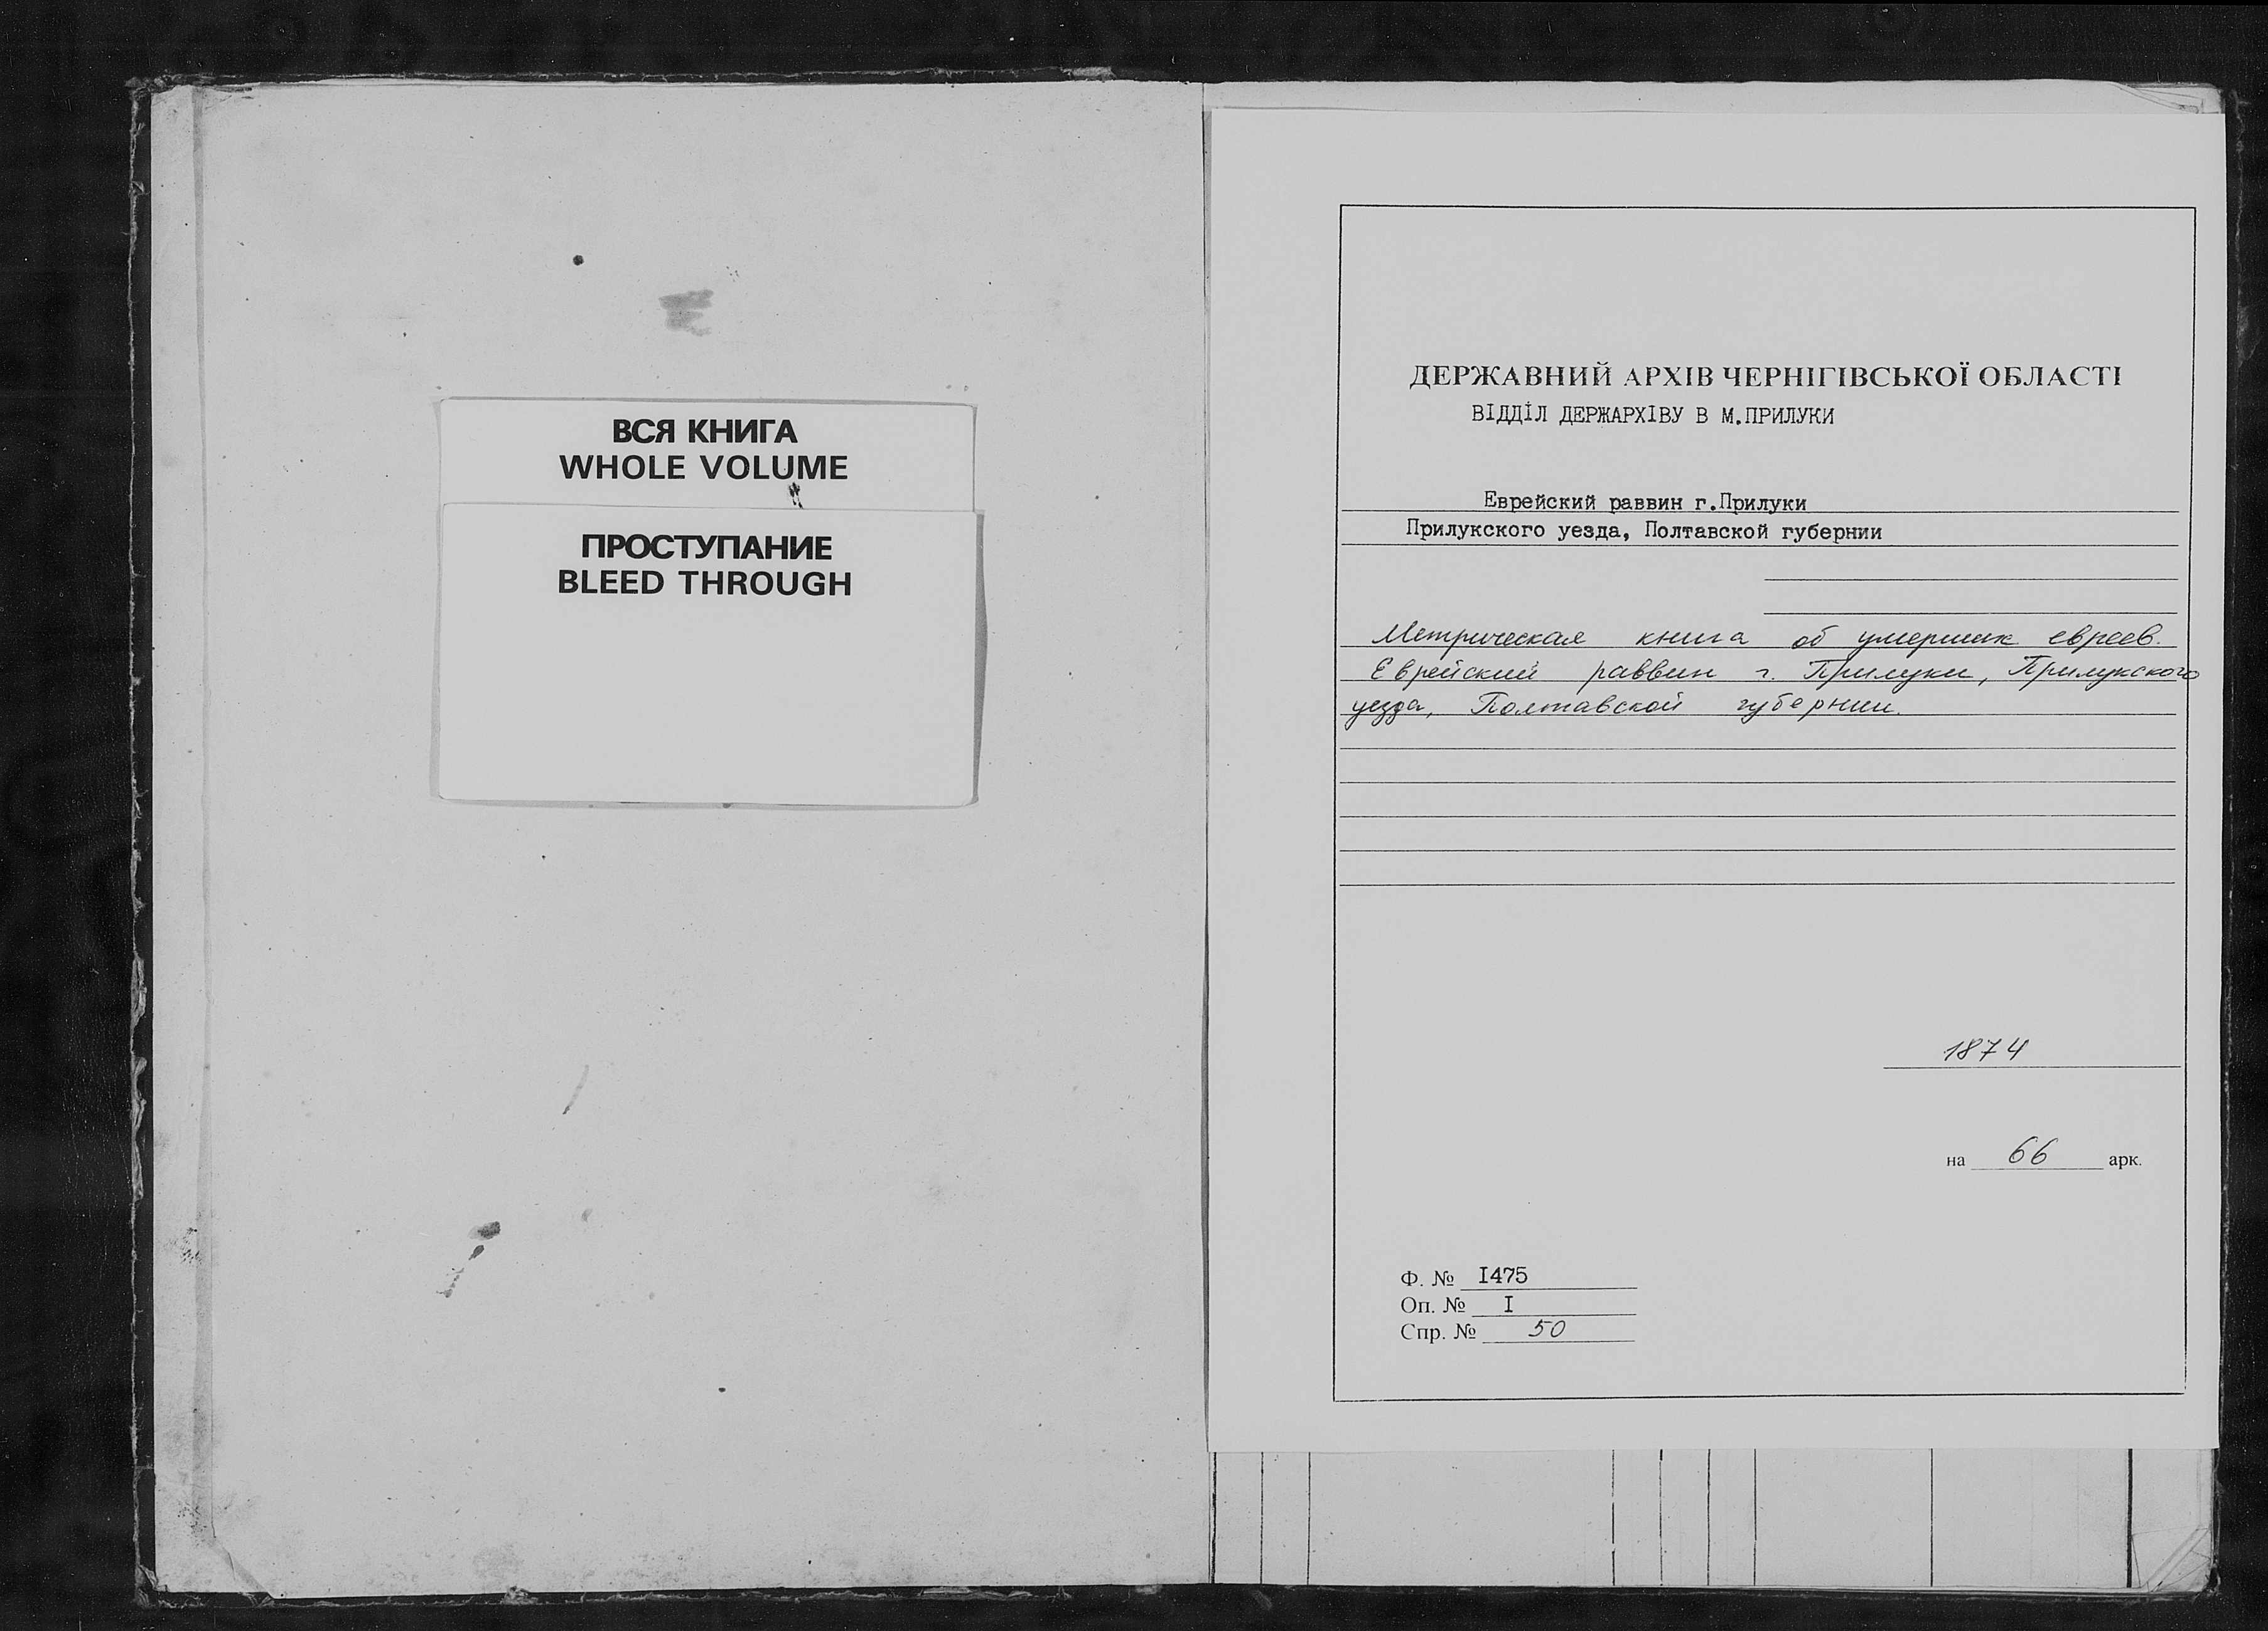 ВСЯ КНИГА
WHOLE VOLUME
ПРОСТУПАНИЕ
BLEED THROUGH
ДЕРЖАВНИЙ АРХІВ ЧЕРНІГІВСЬКОЇ ОБЛАСТІ
ВІДДІЛ ДЕРЖАРХІВУ В М.ПРИЛУКИ
Еврейский раввин г.Прилуки
Прилукского уезда, Полтавской губернии
Метрическая книга об умерших евреев.
Еврейский раввин г. Прилуки, Прилукского
уезда, Полтавской губернии.
1874
на 66 арк.
Ф. № I475
Оп. № I
Спр. № 50